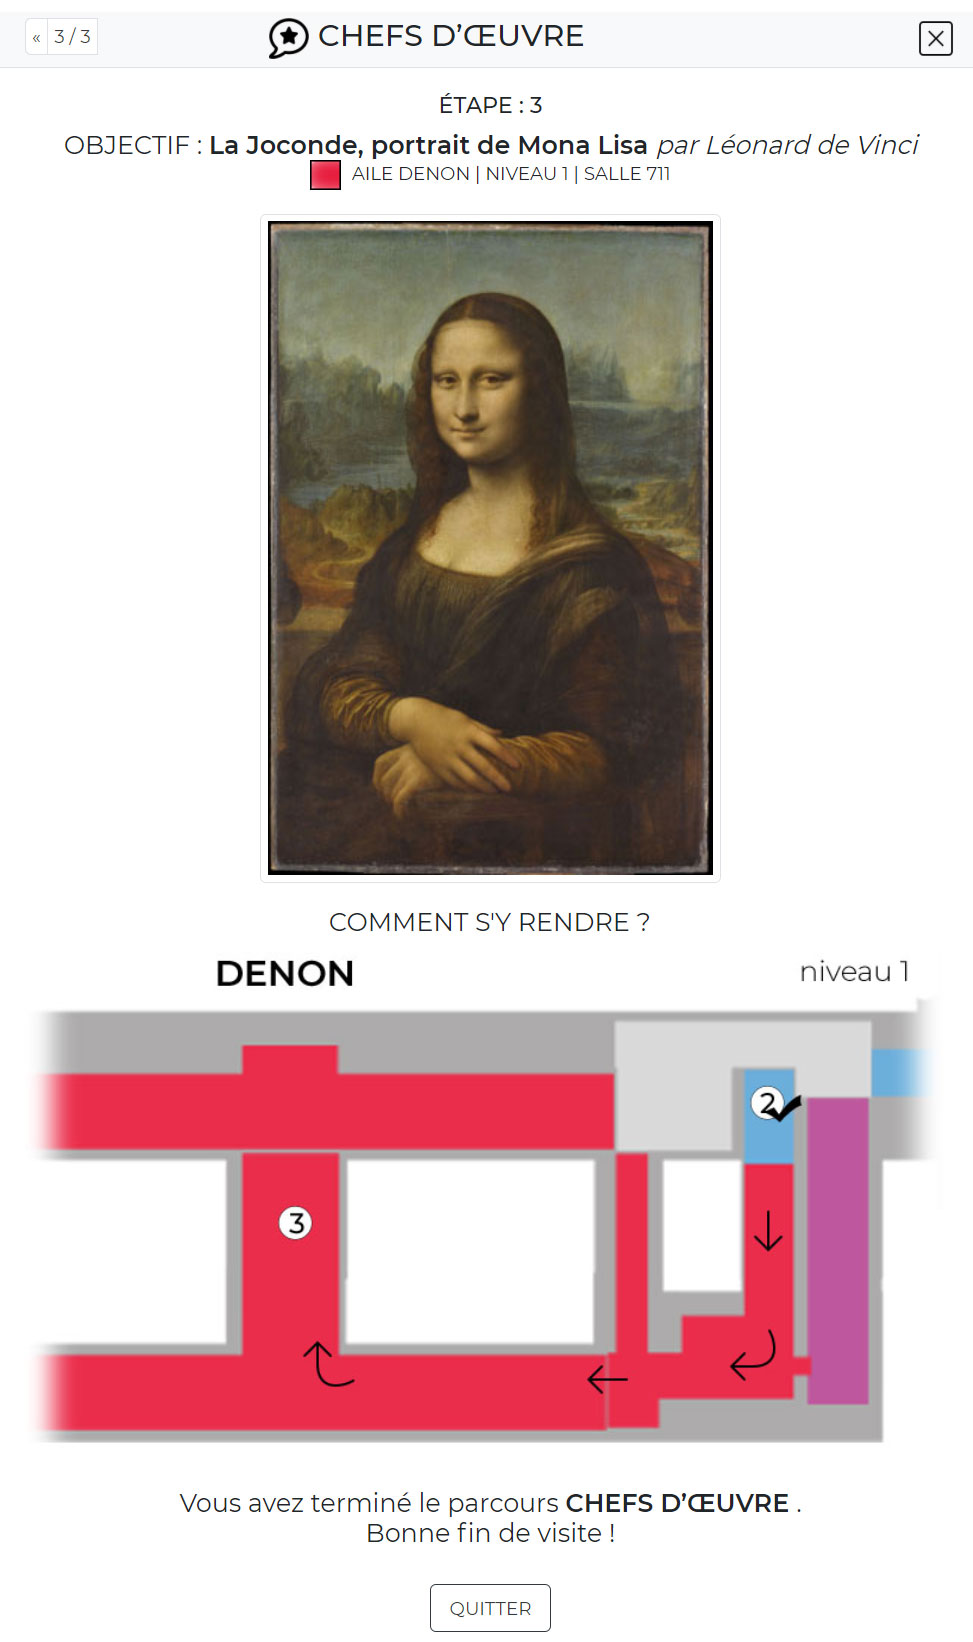 « 3 / 3
CHEFS D’ŒUVRE
ÉTAPE : 3
OBJECTIF : La Joconde, portrait de Mona Lisa par Léonard de Vinci
AILE DENON | NIVEAU 1 | SALLE 711
COMMENT S'Y RENDRE ?
DENON
niveau 1
2
3
Vous avez terminé le parcours CHEFS D’ŒUVRE .
Bonne fin de visite !
QUITTER